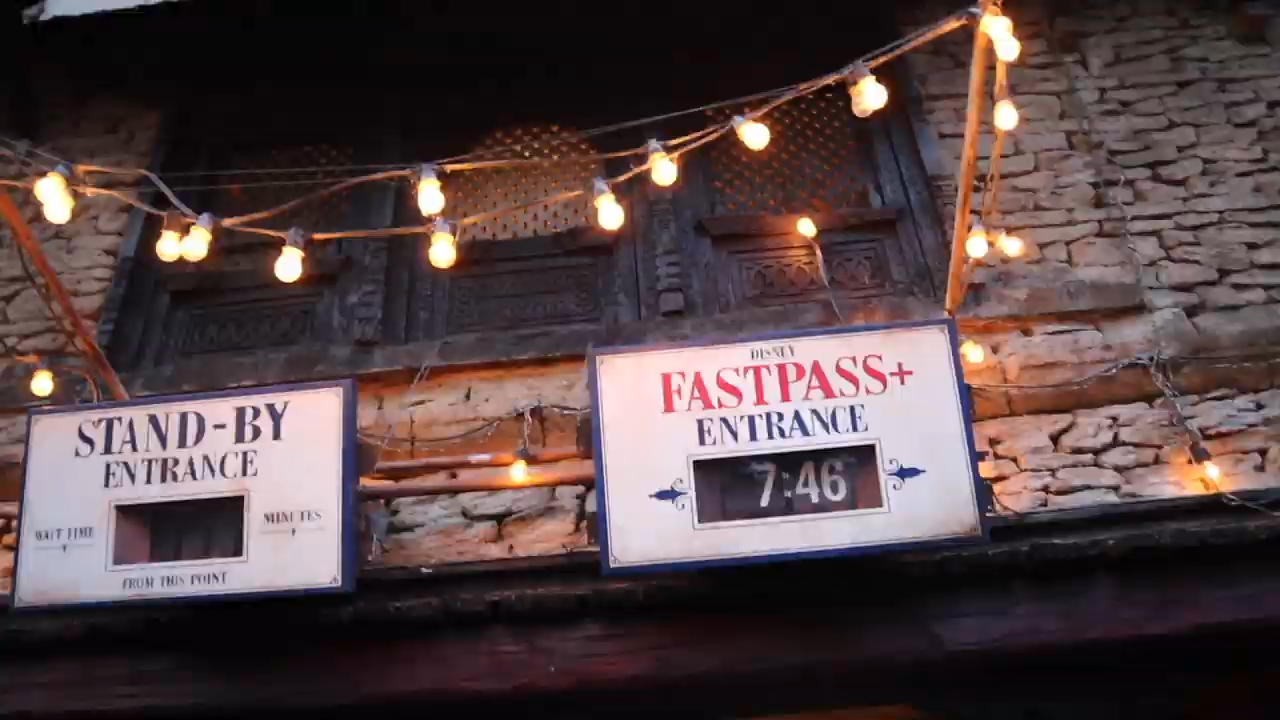 STAND-BY
ENTRANCE
WAIT TIME
MINUTES
FROM THIS POINT
DISNEY
FASTPASS+
ENTRANCE
7:46